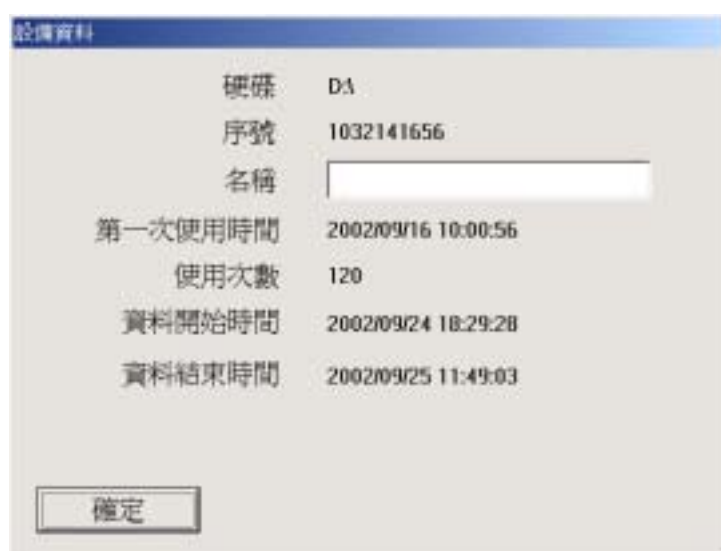 設備資料
硬碟 D:\
序號 1032141656
名稱
第一次使用時間 2002/09/16 10:00:56
使用次數 120
資料開始時間 2002/09/24 18:29:28
資料結束時間 2002/09/25 11:49:03
確定